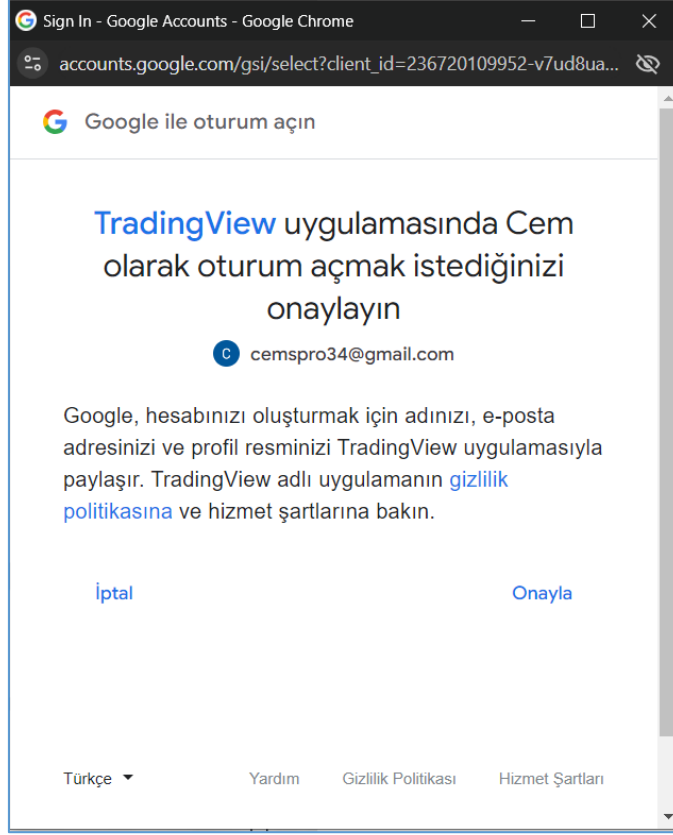 Sign In - Google Accounts - Google Chrome
accounts.google.com/gsi/select?client_id=236720109952-v7ud8ua...
Google ile oturum açın
TradingView uygulamasında Cem
olarak oturum açmak istediğinizi
onaylayın
C cemspro34@gmail.com
Google, hesabınızı oluşturmak için adınızı, e-posta
adresinizi ve profil resminizi TradingView uygulamasıyla
paylaşır. TradingView adlı uygulamanın gizlilik
politikasına ve hizmet şartlarına bakın.
İptal Onayla
Türkçe Yardım Gizlilik Politikası Hizmet Şartları